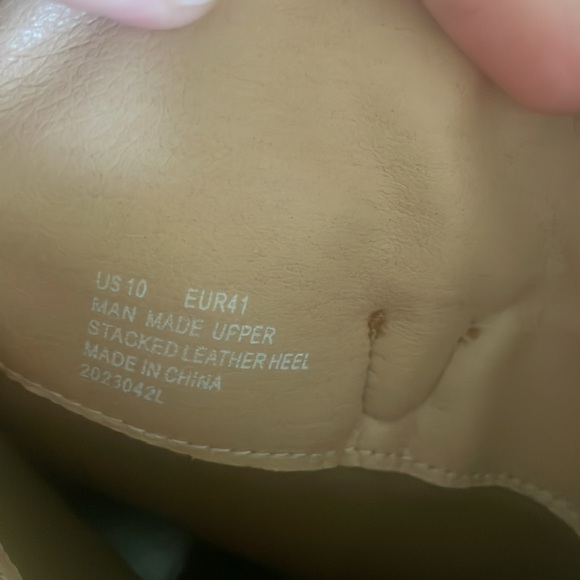 US 10 EUR41
MAN MADE UPPER
STACKED LEATHER HEEL
MADE IN CHINA
2023042L